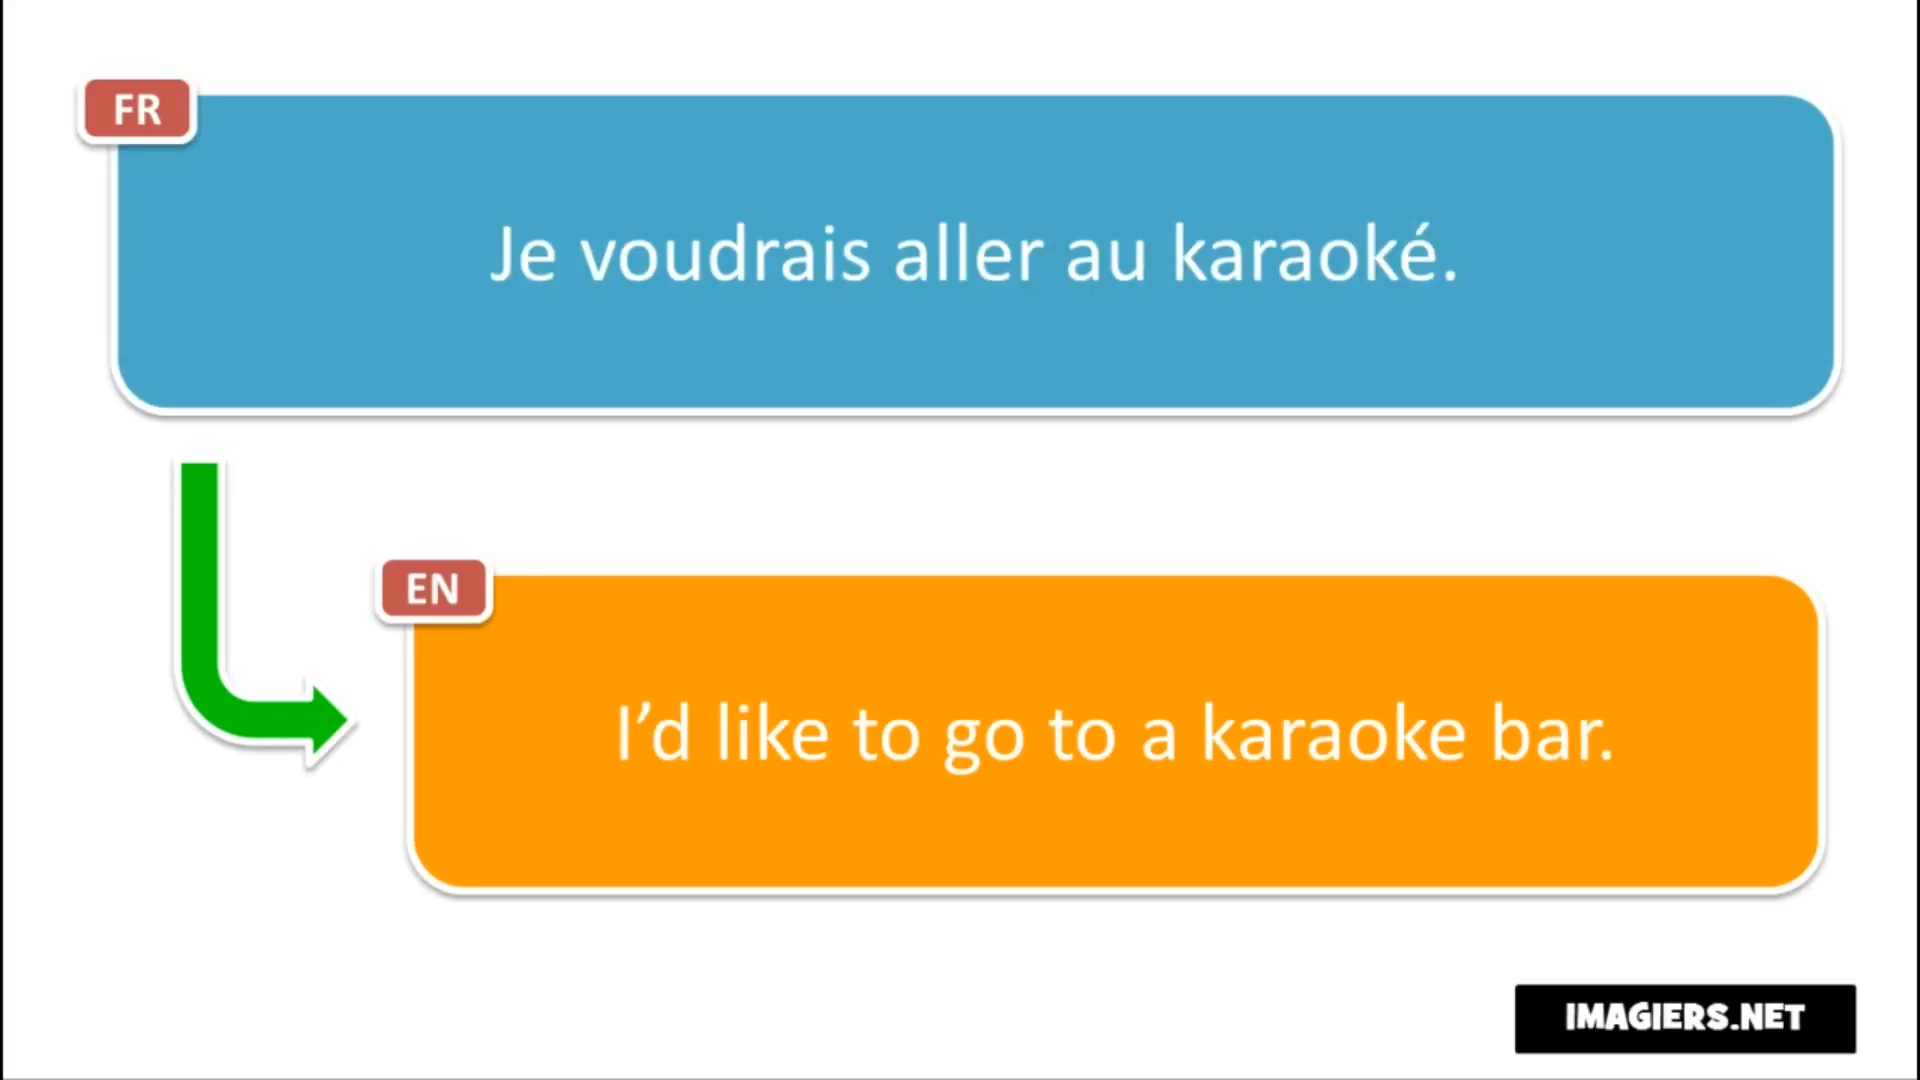 FR
Je voudrais aller au karaoké.
EN
I’d like to go to a karaoke bar.
IMAGIERS.NET